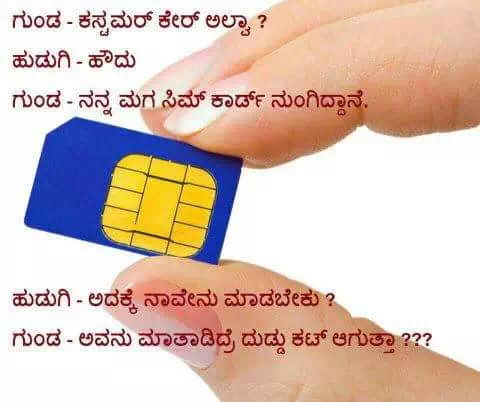 ಗುಂಡ - ಕಸ್ಟಮರ್ ಕೇರ್ ಅಲ್ವಾ ?
ಹುಡುಗಿ - ಹೌದು
ಗುಂಡ - ನನ್ನ ಮಗ ಸಿಮ್ ಕಾರ್ಡ್ ನುಂಗಿದ್ದಾನೆ.
ಹುಡುಗಿ - ಅದಕ್ಕೆ ನಾವೇನು ಮಾಡಬೇಕು ?
ಗುಂಡ - ಅವನು ಮಾತಾಡಿದ್ರೆ ದುಡ್ಡು ಕಟ್ ಆಗುತ್ತಾ ???